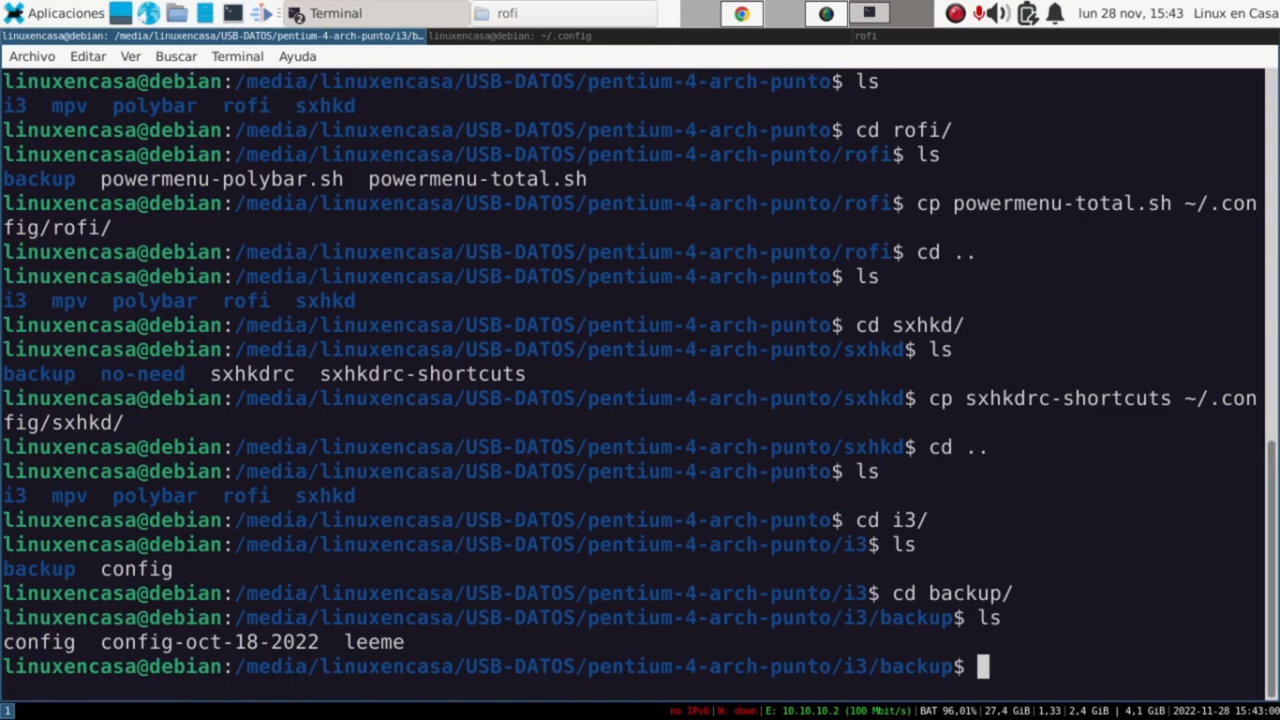 Aplicaciones Terminal rofi lun 28 nov, 15:43 Linux en Casa
linuxencasa@debian: /media/linuxencasa/USB-DATOS/pentium-4-arch-punto/i3/b… linuxencasa@debian: ~/.config rofi
Archivo Editar Ver Buscar Terminal Ayuda
linuxencasa@debian:/media/linuxencasa/USB-DATOS/pentium-4-arch-punto$ ls
i3 mpv polybar rofi sxhkd
linuxencasa@debian:/media/linuxencasa/USB-DATOS/pentium-4-arch-punto$ cd rofi/
linuxencasa@debian:/media/linuxencasa/USB-DATOS/pentium-4-arch-punto/rofi$ ls
backup powermenu-polybar.sh powermenu-total.sh
linuxencasa@debian:/media/linuxencasa/USB-DATOS/pentium-4-arch-punto/rofi$ cp powermenu-total.sh ~/.con
fig/rofi/
linuxencasa@debian:/media/linuxencasa/USB-DATOS/pentium-4-arch-punto/rofi$ cd ..
linuxencasa@debian:/media/linuxencasa/USB-DATOS/pentium-4-arch-punto$ ls
i3 mpv polybar rofi sxhkd
linuxencasa@debian:/media/linuxencasa/USB-DATOS/pentium-4-arch-punto$ cd sxhkd/
linuxencasa@debian:/media/linuxencasa/USB-DATOS/pentium-4-arch-punto/sxhkd$ ls
backup no-need sxhkdrc sxhkdrc-shortcuts
linuxencasa@debian:/media/linuxencasa/USB-DATOS/pentium-4-arch-punto/sxhkd$ cp sxhkdrc-shortcuts ~/.con
fig/sxhkd/
linuxencasa@debian:/media/linuxencasa/USB-DATOS/pentium-4-arch-punto/sxhkd$ cd ..
linuxencasa@debian:/media/linuxencasa/USB-DATOS/pentium-4-arch-punto$ ls
i3 mpv polybar rofi sxhkd
linuxencasa@debian:/media/linuxencasa/USB-DATOS/pentium-4-arch-punto$ cd i3/
linuxencasa@debian:/media/linuxencasa/USB-DATOS/pentium-4-arch-punto/i3$ ls
backup config
linuxencasa@debian:/media/linuxencasa/USB-DATOS/pentium-4-arch-punto/i3$ cd backup/
linuxencasa@debian:/media/linuxencasa/USB-DATOS/pentium-4-arch-punto/i3/backup$ ls
config config-oct-18-2022 leeme
linuxencasa@debian:/media/linuxencasa/USB-DATOS/pentium-4-arch-punto/i3/backup$
1 no IPv6|W: down|E: 10.10.10.2 (100 Mbit/s)|BAT 96,01%|27,4 GiB|1,33|2,4 GiB | 4,1 GiB|2022-11-28 15:43:00